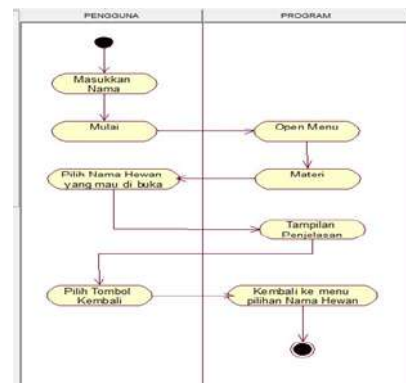 PENGGUNA
PROGRAM
Masukkan
Nama
Mulai
Open Menu
Pilih Nama Hewan
yang mau di buka
Materi
Tampilan
Penjelasan
Pilih Tombol
Kembali
Kembali ke menu
pilihan Nama Hewan